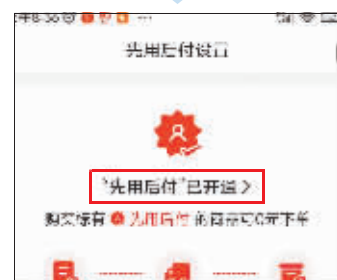 先用后付设置
“先用后付”已开通>
购买标有 先用后付 的商品可0元下单